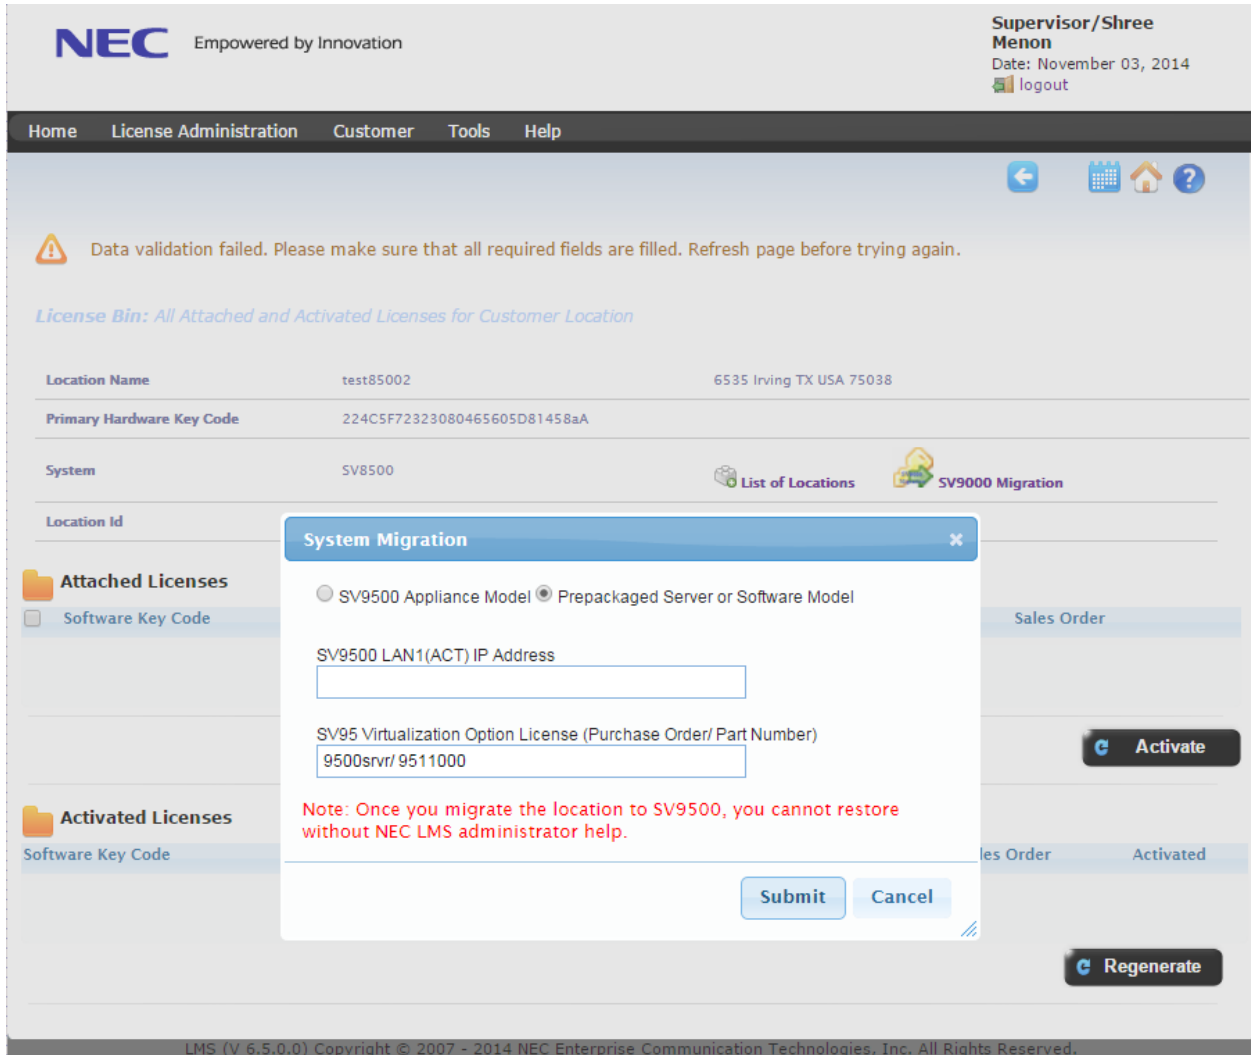 NEC Empowered by Innovation
Supervisor/Shree
Menon
Date: November 03, 2014
logout
Home License Administration Customer Tools Help
Data validation failed. Please make sure that all required fields are filled. Refresh page before trying again.
License Bin: All Attached and Activated Licenses for Customer Location
Location Name test85002 6535 Irving TX USA 75038
Primary Hardware Key Code 224C5F72323080465605D81458aA
System SV8500 List of Locations SV9000 Migration
Location Id
System Migration
Attached Licenses
SV9500 Appliance Model Prepackaged Server or Software Model
Software Key Code Sales Order
SV9500 LAN1(ACT) IP Address
SV95 Virtualization Option License (Purchase Order/ Part Number)
Activate
9500srvr/ 9511000
Note: Once you migrate the location to SV9500, you cannot restore
without NEC LMS administrator help.
Activated Licenses
Software Key Code les Order Activated
Submit Cancel
Regenerate
LMS (V 6.5.0.0) Copyright © 2007 - 2014 NEC Enterprise Communication Technologies, Inc. All Rights Reserved.